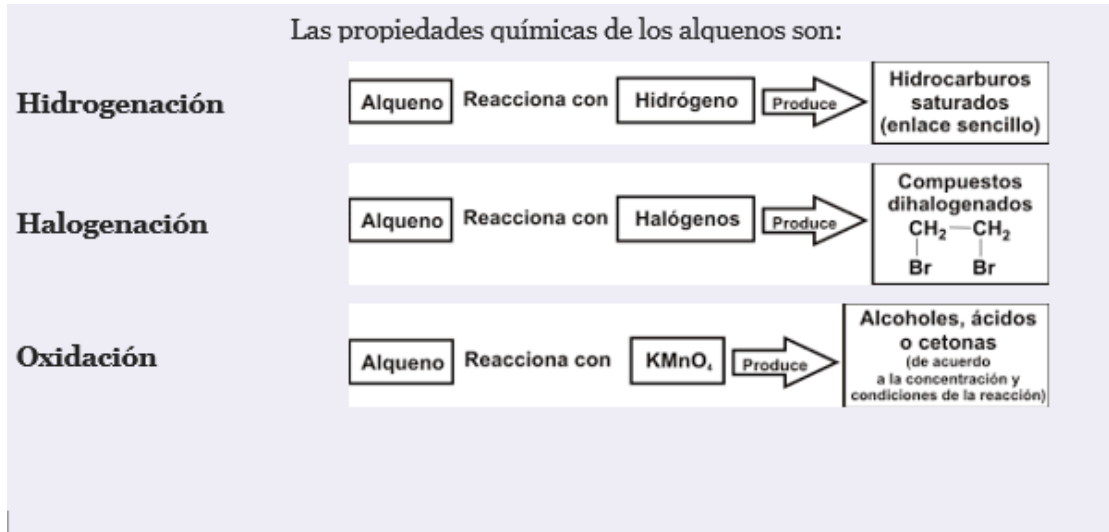 Las propiedades químicas de los alquenos son:
Hidrogenación
Alqueno Reacciona con Hidrógeno Produce Hidrocarburos
saturados
(enlace sencillo)
Halogenación
Alqueno Reacciona con Halógenos Produce Compuestos
dihalogenados
CH₂—CH₂
Br Br
Oxidación
Alqueno Reacciona con KMnO₄ Produce Alcoholes, ácidos
o cetonas
(de acuerdo
a la concentración y
condiciones de la reacción)